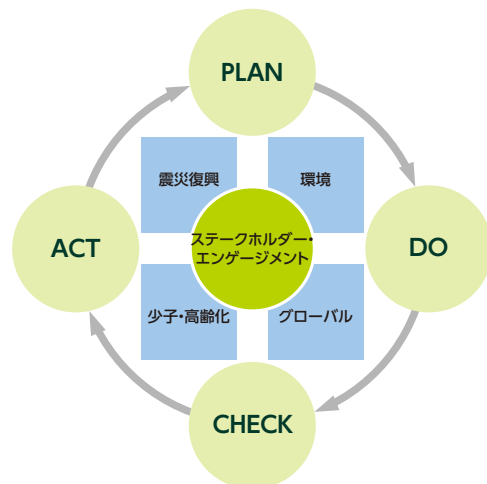 PLAN
震災復興
環境
ACT
ステークホルダー・
エンゲージメント
DO
少子・高齢化
グローバル
CHECK